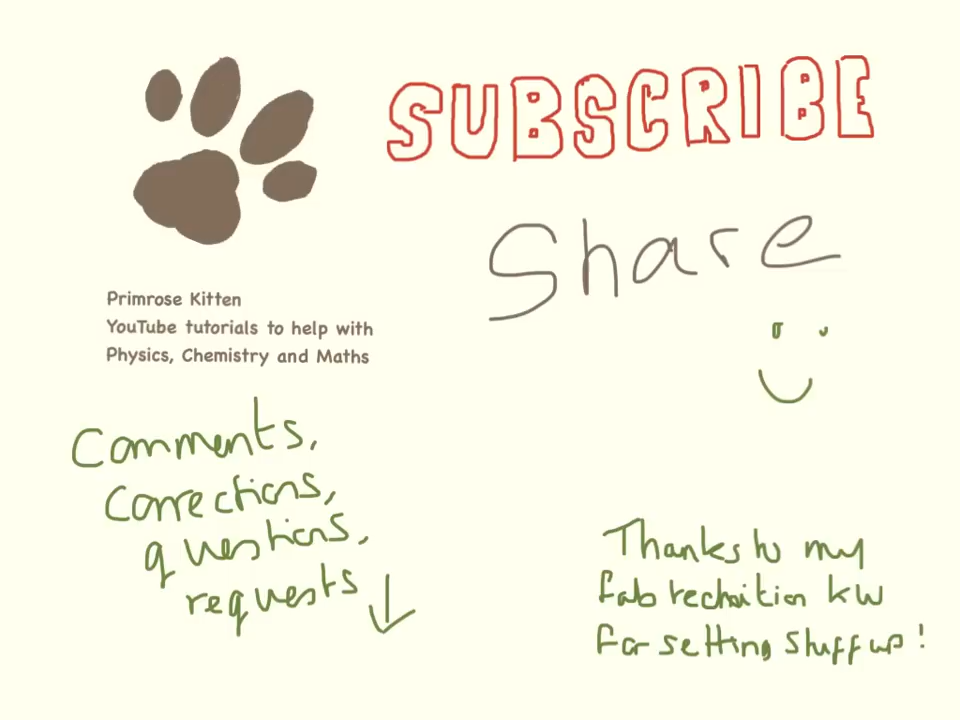 SUBSCRIBE
Share
Primrose Kitten
YouTube tutorials to help with
Physics, Chemistry and Maths
Comments,
Corrections,
questions,
requests
Thanks to my
fab technition KW
for setting stuff up!